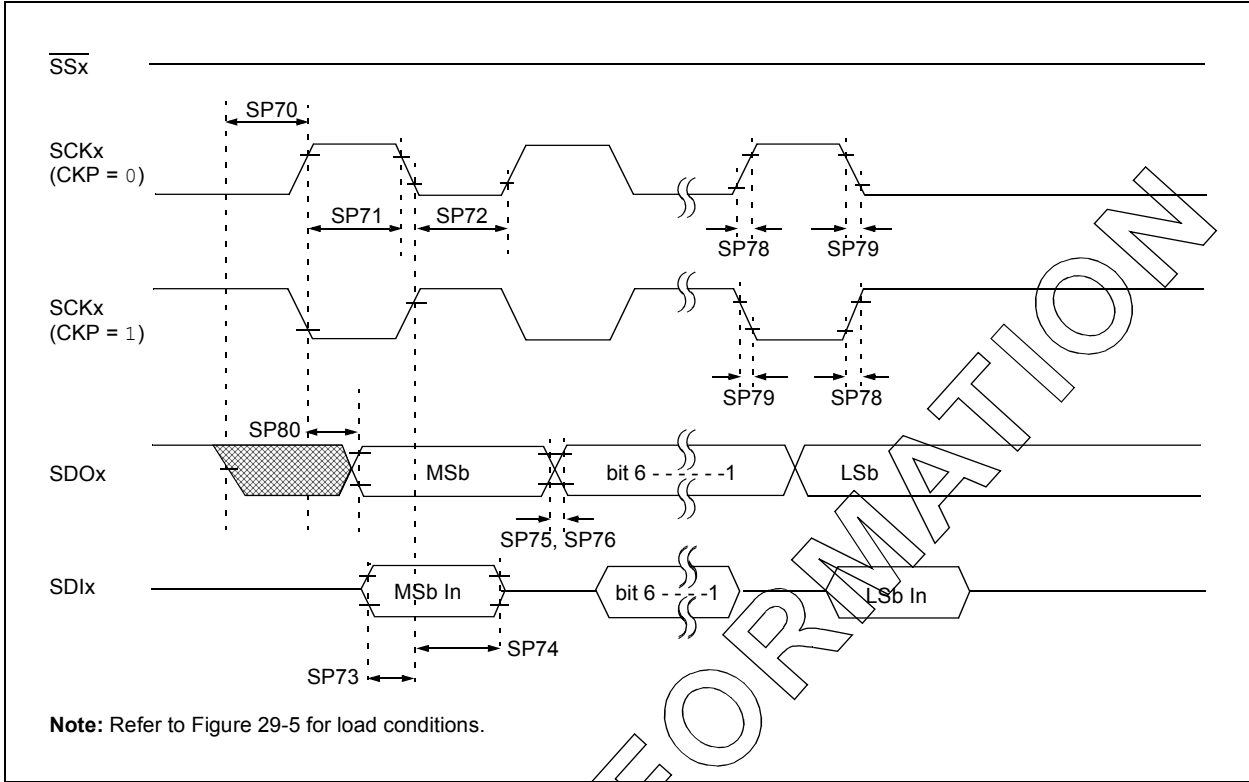 SSx
SP70
SCKx
(CKP = 0)
SP71
SP72
SP78
SP79
SCKx
(CKP = 1)
SP79
SP78
SP80
SDOx
MSb
bit 6 - - - - - -1
LSb
SP75, SP76
SDIx
MSb In
bit 6 - - - - -1
LSb In
SP74
SP73
Note: Refer to Figure 29-5 for load conditions.
FORMATION